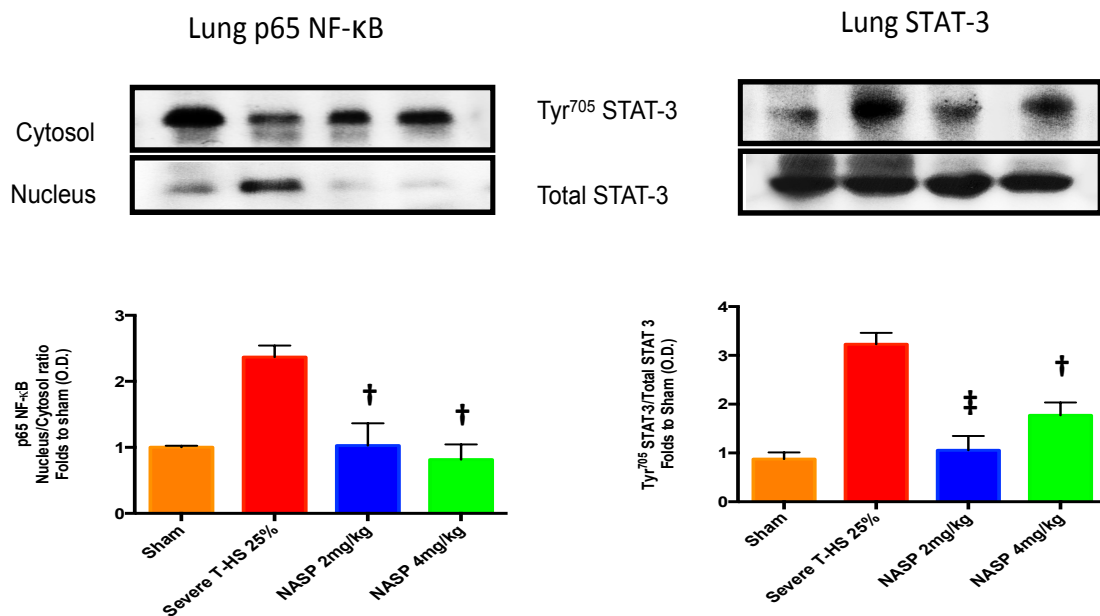 Lung p65 NF-κB
Cytosol
Nucleus
p65 NF-κB
Nucleus/Cytosol ratio
Folds to sham (O.D.)
3
2
1
0
†
†
Sham
Severe T-HS 25%
NASP 2mg/kg
NASP 4mg/kg
Lung STAT-3
Tyr⁷⁰⁵ STAT-3
Total STAT-3
Tyr⁷⁰⁵ STAT-3/Total STAT 3
Folds to Sham (O.D.)
4
3
2
1
0
‡
†
Sham
Severe T-HS 25%
NASP 2mg/kg
NASP 4mg/kg